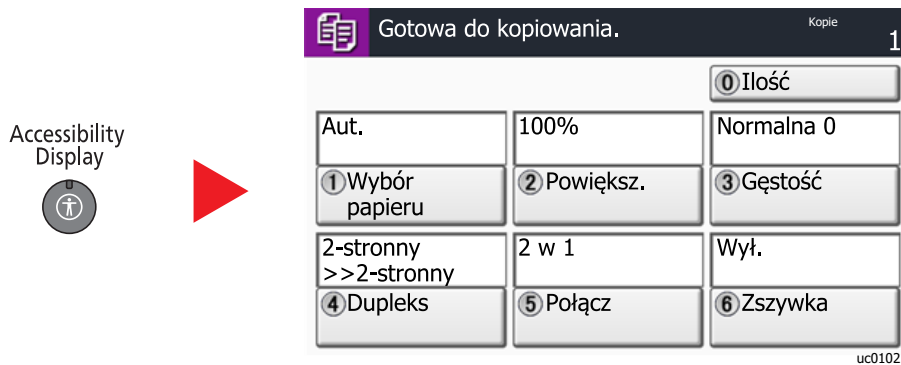 Accessibility
Display
Gotowa do kopiowania.
Kopie
1
0 Ilość
Aut.
100%
Normalna 0
1 Wybór
papieru
2 Powiększ.
3 Gęstość
2-stronny
>>2-stronny
2 w 1
Wył.
4 Dupleks
5 Połącz
6 Zszywka
uc0102